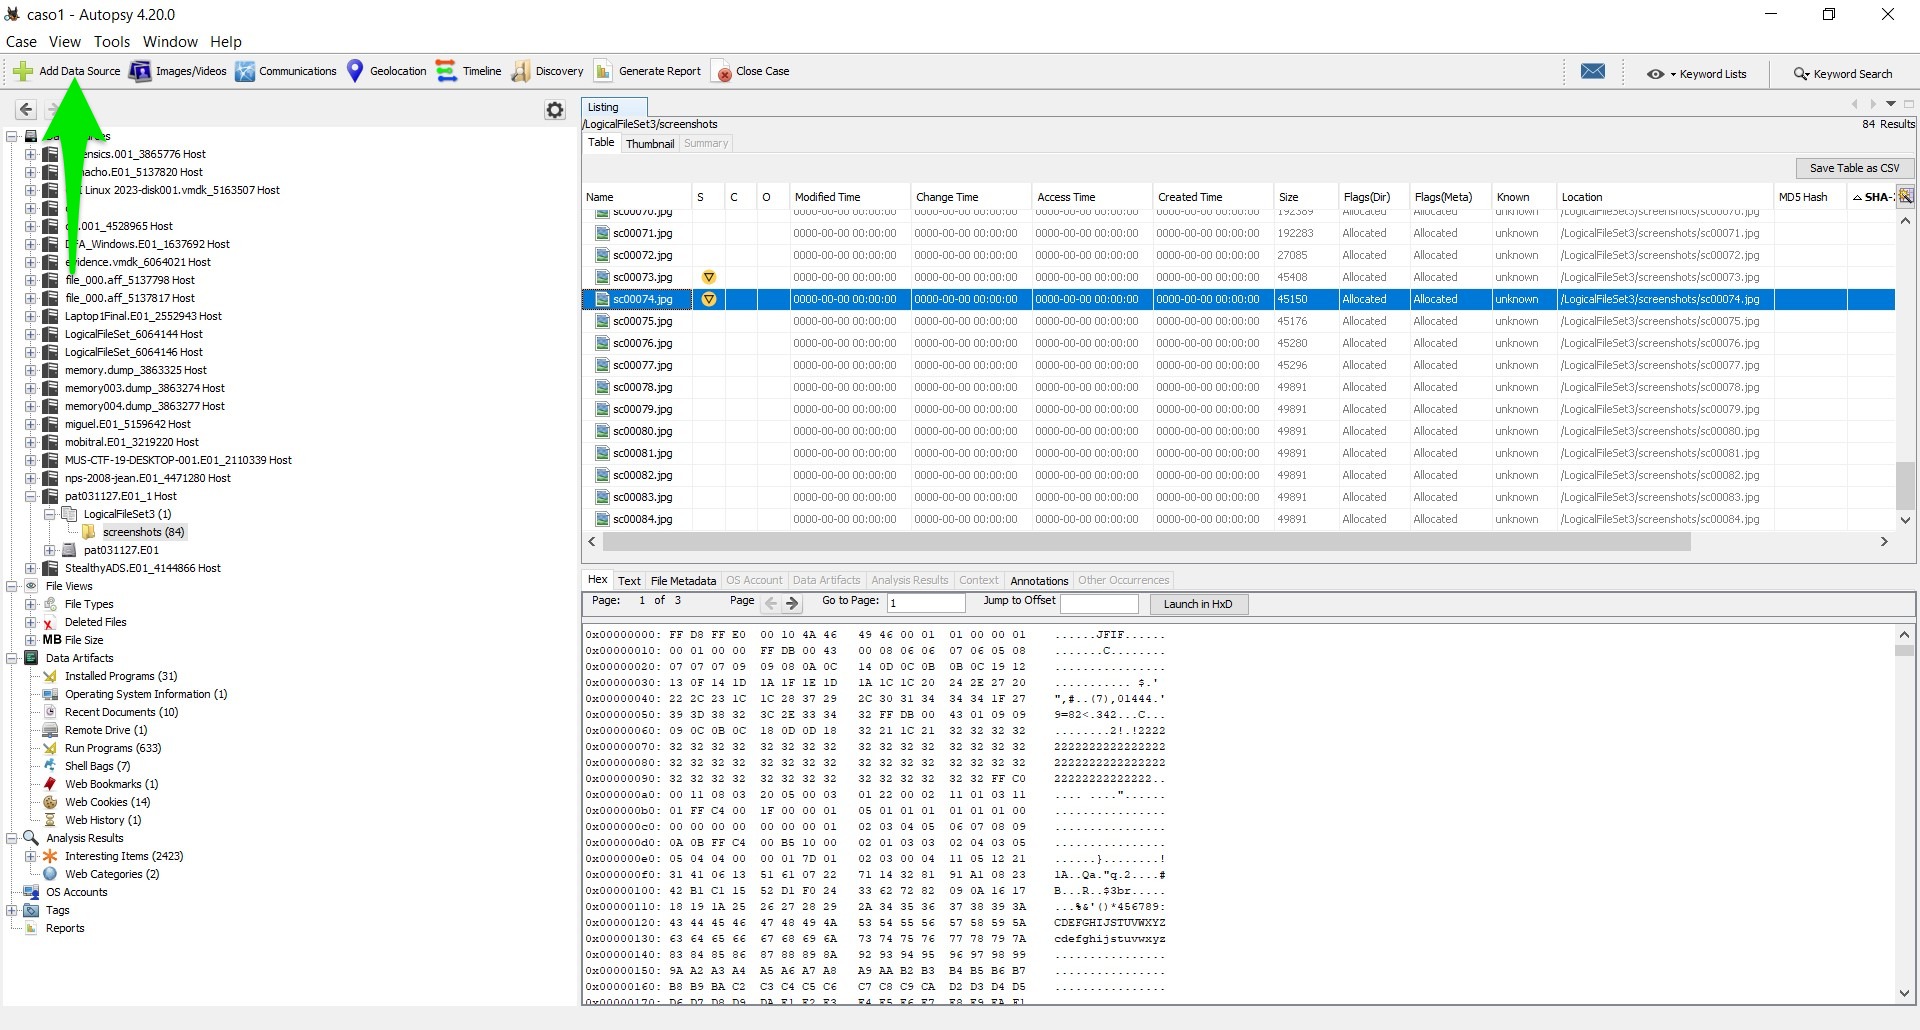 caso1 - Autopsy 4.20.0
Case View Tools Window Help
Add Data Source Images/Videos Communications Geolocation Timeline Discovery Generate Report Close Case Keyword Lists Keyword Search
ensics.001_3865776 Host
nacho.E01_5137820 Host
Linux 2023-disk001.vmdk_5163507 Host
.001_4528965 Host
FA_Windows.E01_1637692 Host
evidence.vmdk_6064021 Host
file_000.aff_5137798 Host
file_000.aff_5137817 Host
Laptop1Final.E01_2552943 Host
LogicalFileSet_6064144 Host
LogicalFileSet_6064146 Host
memory.dump_3863325 Host
memory003.dump_3863274 Host
memory004.dump_3863277 Host
miguel.E01_5159642 Host
mobitral.E01_3219220 Host
MUS-CTF-19-DESKTOP-001.E01_2110339 Host
nps-2008-jean.E01_4471280 Host
pat031127.E01_1 Host
LogicalFileSet3 (1)
screenshots (84)
pat031127.E01
StealthyADS.E01_4144866 Host
File Views
File Types
Deleted Files
MB File Size
Data Artifacts
Installed Programs (31)
Operating System Information (1)
Recent Documents (10)
Remote Drive (1)
Run Programs (633)
Shell Bags (7)
Web Bookmarks (1)
Web Cookies (14)
Web History (1)
Analysis Results
Interesting Items (2423)
Web Categories (2)
OS Accounts
Tags
Reports
Listing
/LogicalFileSet3/screenshots
84 Results
Table Thumbnail Summary
Save Table as CSV
Name S C O Modified Time Change Time Access Time Created Time Size Flags(Dir) Flags(Meta) Known Location MD5 Hash SHA-
sc00070.jpg 0000-00-00 00:00:00 0000-00-00 00:00:00 0000-00-00 00:00:00 0000-00-00 00:00:00 192389 Allocated Allocated unknown /LogicalFileSet3/screenshots/sc00070.jpg
sc00071.jpg 0000-00-00 00:00:00 0000-00-00 00:00:00 0000-00-00 00:00:00 0000-00-00 00:00:00 192283 Allocated Allocated unknown /LogicalFileSet3/screenshots/sc00071.jpg
sc00072.jpg 0000-00-00 00:00:00 0000-00-00 00:00:00 0000-00-00 00:00:00 0000-00-00 00:00:00 27085 Allocated Allocated unknown /LogicalFileSet3/screenshots/sc00072.jpg
sc00073.jpg 0000-00-00 00:00:00 0000-00-00 00:00:00 0000-00-00 00:00:00 0000-00-00 00:00:00 45408 Allocated Allocated unknown /LogicalFileSet3/screenshots/sc00073.jpg
sc00074.jpg 0000-00-00 00:00:00 0000-00-00 00:00:00 0000-00-00 00:00:00 0000-00-00 00:00:00 45150 Allocated Allocated unknown /LogicalFileSet3/screenshots/sc00074.jpg
sc00075.jpg 0000-00-00 00:00:00 0000-00-00 00:00:00 0000-00-00 00:00:00 0000-00-00 00:00:00 45176 Allocated Allocated unknown /LogicalFileSet3/screenshots/sc00075.jpg
sc00076.jpg 0000-00-00 00:00:00 0000-00-00 00:00:00 0000-00-00 00:00:00 0000-00-00 00:00:00 45280 Allocated Allocated unknown /LogicalFileSet3/screenshots/sc00076.jpg
sc00077.jpg 0000-00-00 00:00:00 0000-00-00 00:00:00 0000-00-00 00:00:00 0000-00-00 00:00:00 45296 Allocated Allocated unknown /LogicalFileSet3/screenshots/sc00077.jpg
sc00078.jpg 0000-00-00 00:00:00 0000-00-00 00:00:00 0000-00-00 00:00:00 0000-00-00 00:00:00 49891 Allocated Allocated unknown /LogicalFileSet3/screenshots/sc00078.jpg
sc00079.jpg 0000-00-00 00:00:00 0000-00-00 00:00:00 0000-00-00 00:00:00 0000-00-00 00:00:00 49891 Allocated Allocated unknown /LogicalFileSet3/screenshots/sc00079.jpg
sc00080.jpg 0000-00-00 00:00:00 0000-00-00 00:00:00 0000-00-00 00:00:00 0000-00-00 00:00:00 49891 Allocated Allocated unknown /LogicalFileSet3/screenshots/sc00080.jpg
sc00081.jpg 0000-00-00 00:00:00 0000-00-00 00:00:00 0000-00-00 00:00:00 0000-00-00 00:00:00 49891 Allocated Allocated unknown /LogicalFileSet3/screenshots/sc00081.jpg
sc00082.jpg 0000-00-00 00:00:00 0000-00-00 00:00:00 0000-00-00 00:00:00 0000-00-00 00:00:00 49891 Allocated Allocated unknown /LogicalFileSet3/screenshots/sc00082.jpg
sc00083.jpg 0000-00-00 00:00:00 0000-00-00 00:00:00 0000-00-00 00:00:00 0000-00-00 00:00:00 49891 Allocated Allocated unknown /LogicalFileSet3/screenshots/sc00083.jpg
sc00084.jpg 0000-00-00 00:00:00 0000-00-00 00:00:00 0000-00-00 00:00:00 0000-00-00 00:00:00 49891 Allocated Allocated unknown /LogicalFileSet3/screenshots/sc00084.jpg
Hex Text File Metadata OS Account Data Artifacts Analysis Results Context Annotations Other Occurrences
Page: 1 of 3 Page Go to Page: 1 Jump to Offset Launch in HxD
0x00000000: FF D8 FF E0 00 10 4A 46 49 46 00 01 01 00 00 01 ......JFIF......
0x00000010: 00 01 00 00 FF DB 00 43 00 08 06 06 07 06 05 08 .......C........
0x00000020: 07 07 07 09 09 08 0A 0C 14 0D 0C 0B 0B 0C 19 12 ................
0x00000030: 13 0F 14 1D 1A 1F 1E 1D 1A 1C 1C 20 24 2E 27 20 ........... $.'
0x00000040: 22 2C 23 1C 1C 28 37 29 2C 30 31 34 34 34 1F 27 ",#..(7),01444.'
0x00000050: 39 3D 38 32 3C 2E 33 34 32 FF DB 00 43 01 09 09 9=82<.342...C...
0x00000060: 09 0C 0B 0C 18 0D 0D 18 32 21 1C 21 32 32 32 32 ........2!.!2222
0x00000070: 32 32 32 32 32 32 32 32 32 32 32 32 32 32 32 32 2222222222222222
0x00000080: 32 32 32 32 32 32 32 32 32 32 32 32 32 32 32 32 2222222222222222
0x00000090: 32 32 32 32 32 32 32 32 32 32 32 32 32 32 FF C0 22222222222222..
0x000000a0: 00 11 08 03 20 05 00 03 01 22 00 02 11 01 03 11 .... ...."......
0x000000b0: 01 FF C4 00 1F 00 00 01 05 01 01 01 01 01 01 00 ................
0x000000c0: 00 00 00 00 00 00 00 01 02 03 04 05 06 07 08 09 ................
0x000000d0: 0A 0B FF C4 00 B5 10 00 02 01 03 03 02 04 03 05 ................
0x000000e0: 05 04 04 00 00 01 7D 01 02 03 00 04 11 05 12 21 ......}........!
0x000000f0: 31 41 06 13 51 61 07 22 71 14 32 81 91 A1 08 23 1A..Qa."q.2....#
0x00000100: 42 B1 C1 15 52 D1 F0 24 33 62 72 82 09 0A 16 17 B...R..$3br.....
0x00000110: 18 19 1A 25 26 27 28 29 2A 34 35 36 37 38 39 3A ...%&'()*456789:
0x00000120: 43 44 45 46 47 48 49 4A 53 54 55 56 57 58 59 5A CDEFGHIJSTUVWXYZ
0x00000130: 63 64 65 66 67 68 69 6A 73 74 75 76 77 78 79 7A cdefghijstuvwxyz
0x00000140: 83 84 85 86 87 88 89 8A 92 93 94 95 96 97 98 99 ................
0x00000150: 9A A2 A3 A4 A5 A6 A7 A8 A9 AA B2 B3 B4 B5 B6 B7 ................
0x00000160: B8 B9 BA C2 C3 C4 C5 C6 C7 C8 C9 CA D2 D3 D4 D5 ................
0x00000170: D6 D7 D8 D9 DA E1 E2 E3 E4 E5 E6 E7 E8 E9 EA F1